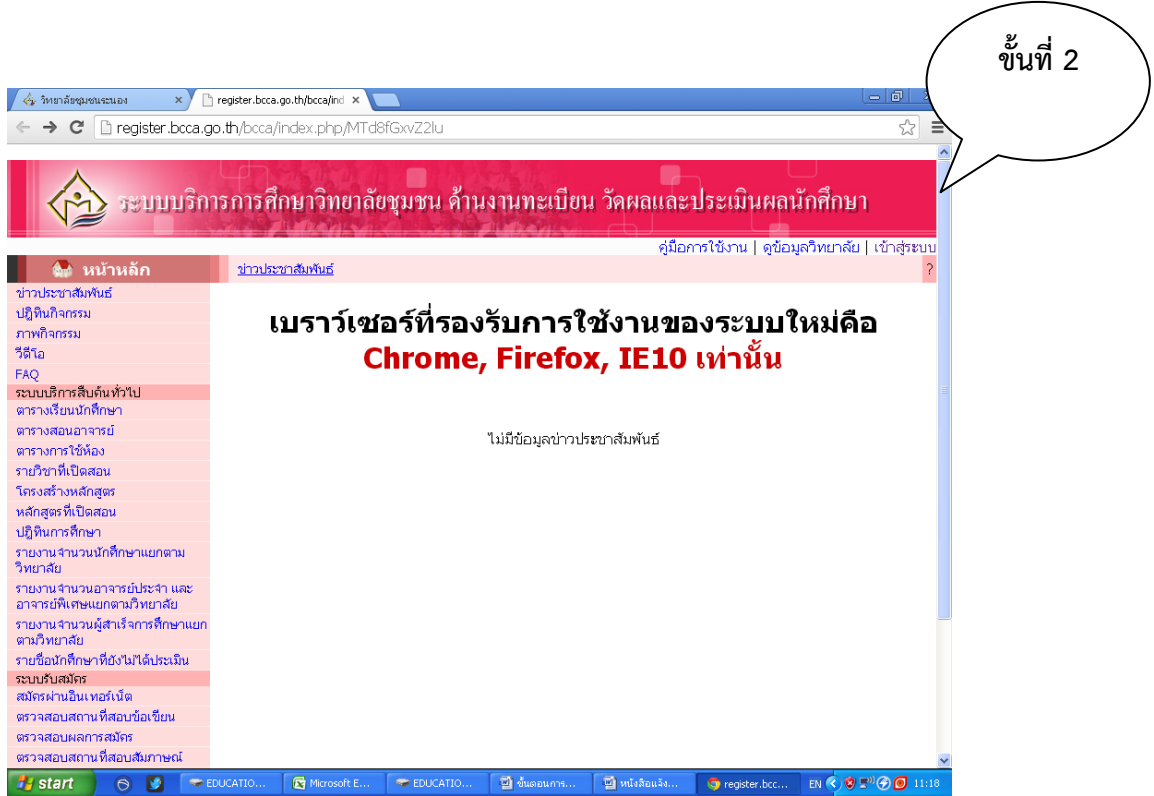 ขั้นที่ 2
วิทยาลัยชุมชนระนอง
register.bcca.go.th/bcca/ind
register.bcca.go.th/bcca/index.php/MTd8fGxvZ2lu
ระบบบริการการศึกษาวิทยาลัยชุมชน ด้านงานทะเบียน วัดผลและประเมินผลนักศึกษา
คู่มือการใช้งาน | ดูข้อมูลวิทยาลัย | เข้าสู่ระบบ
หน้าหลัก
ข่าวประชาสัมพันธ์
?
ข่าวประชาสัมพันธ์
ปฎิทินกิจกรรม
ภาพกิจกรรม
วีดีโอ
FAQ
ระบบบริการสืบค้นทั่วไป
ตารางเรียนนักศึกษา
ตารางสอนอาจารย์
ตารางการใช้ห้อง
รายวิชาที่เปิดสอน
โครงสร้างหลักสูตร
หลักสูตรที่เปิดสอน
ปฎิทินการศึกษา
รายงานจำนวนนักศึกษาแยกตาม
วิทยาลัย
รายงานจำนวนอาจารย์ประจำ และ
อาจารย์พิเศษแยกตามวิทยาลัย
รายงานจำนวนผู้สำเร็จการศึกษาแยก
ตามวิทยาลัย
รายชื่อนักศึกษาที่ยังไม่ได้ประเมิน
ระบบรับสมัคร
สมัครผ่านอินเทอร์เน็ต
ตรวจสอบสถานที่สอบข้อเขียน
ตรวจสอบผลการสมัคร
ตรวจสอบสถานที่สอบสัมภาษณ์
เบราว์เซอร์ที่รองรับการใช้งานของระบบใหม่คือ
Chrome, Firefox, IE10 เท่านั้น
ไม่มีข้อมูลข่าวประชาสัมพันธ์
start
EDUCATIO...
Microsoft E...
EDUCATIO...
ขั้นตอนการ...
หนังสือแจ้ง...
register.bcc...
EN
11:18